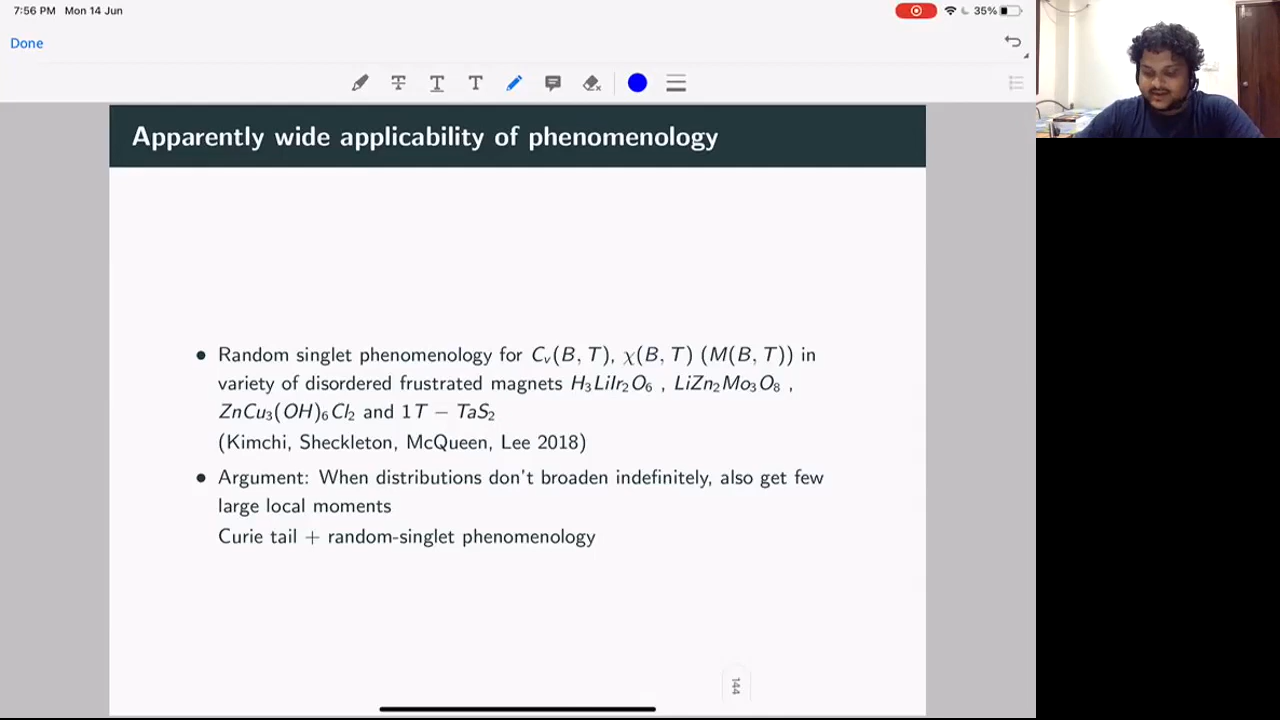 7:56 PM Mon 14 Jun
35%
Done
Apparently wide applicability of phenomenology
• Random singlet phenomenology for Cᵥ(B, T), χ(B, T) (M(B, T)) in
variety of disordered frustrated magnets H₃LiIr₂O₆ , LiZn₂Mo₃O₈ ,
ZnCu₃(OH)₆Cl₂ and 1T − TaS₂
(Kimchi, Sheckleton, McQueen, Lee 2018)
• Argument: When distributions don't broaden indefinitely, also get few
large local moments
Curie tail + random-singlet phenomenology
144